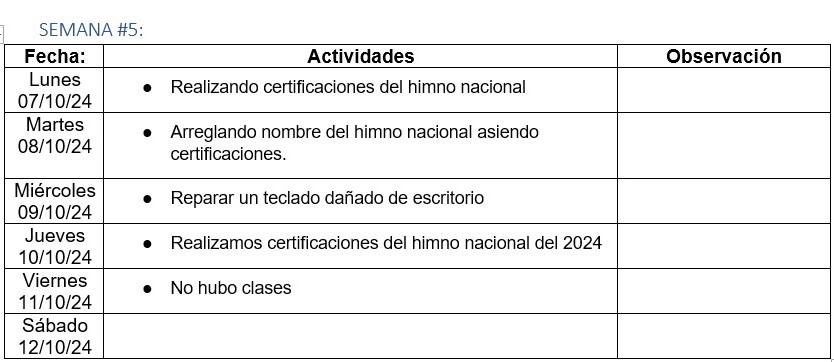 SEMANA #5:
Fecha: Actividades Observación
Lunes
07/10/24
● Realizando certificaciones del himno nacional
Martes
08/10/24
● Arreglando nombre del himno nacional asiendo
certificaciones.
Miércoles
09/10/24
● Reparar un teclado dañado de escritorio
Jueves
10/10/24
● Realizamos certificaciones del himno nacional del 2024
Viernes
11/10/24
● No hubo clases
Sábado
12/10/24